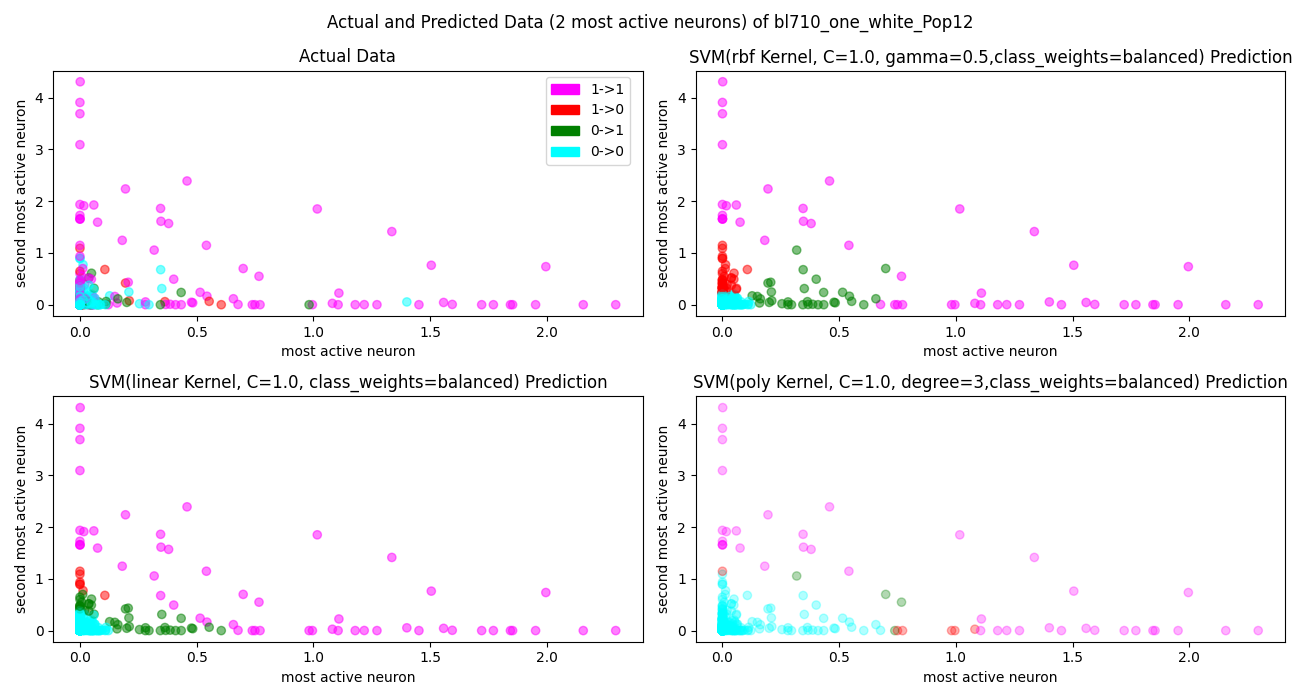 Actual and Predicted Data (2 most active neurons) of bl710_one_white_Pop12
Actual Data
second most active neuron
4
3
2
1
0
1->1
1->0
0->1
0->0
0.0 0.5 1.0 1.5 2.0
most active neuron
SVM(rbf Kernel, C=1.0, gamma=0.5,class_weights=balanced) Prediction
second most active neuron
4
3
2
1
0
0.0 0.5 1.0 1.5 2.0
most active neuron
SVM(linear Kernel, C=1.0, class_weights=balanced) Prediction
second most active neuron
4
3
2
1
0
0.0 0.5 1.0 1.5 2.0
most active neuron
SVM(poly Kernel, C=1.0, degree=3,class_weights=balanced) Prediction
second most active neuron
4
3
2
1
0
0.0 0.5 1.0 1.5 2.0
most active neuron